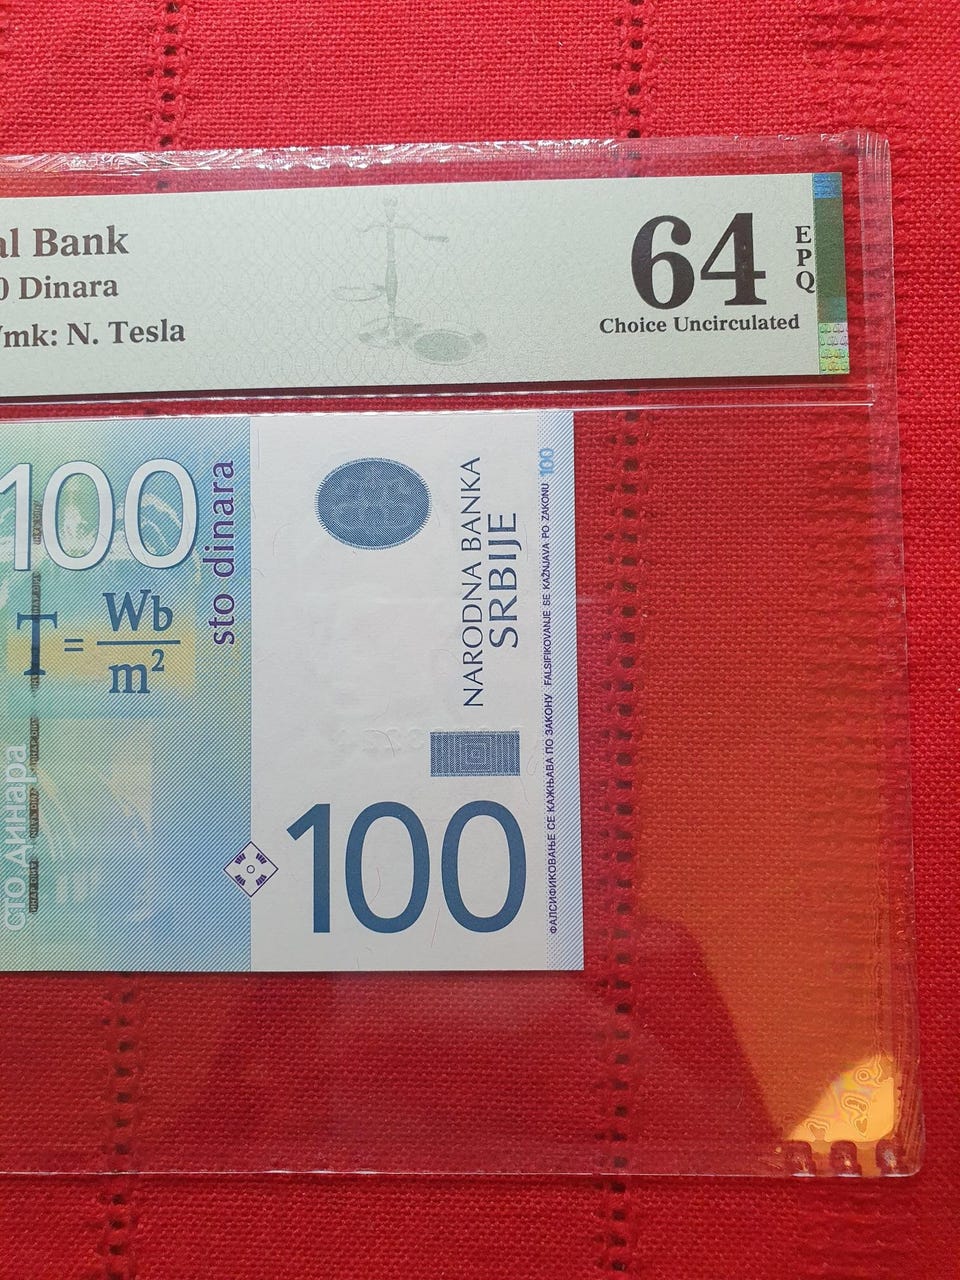 al Bank
0 Dinara
Wmk: N. Tesla
64
EPQ
Choice Uncirculated
100
sto dinara
T = Wb
m²
сто динара
NARODNA BANKA
SRBIJE
100
ФАЛСИФИКОВАЊЕ СЕ КАЖЊАВА ПО ЗАКОНУ FALSIFIKOVANJE SE KAŽNJAVA PO ZAKONU 100